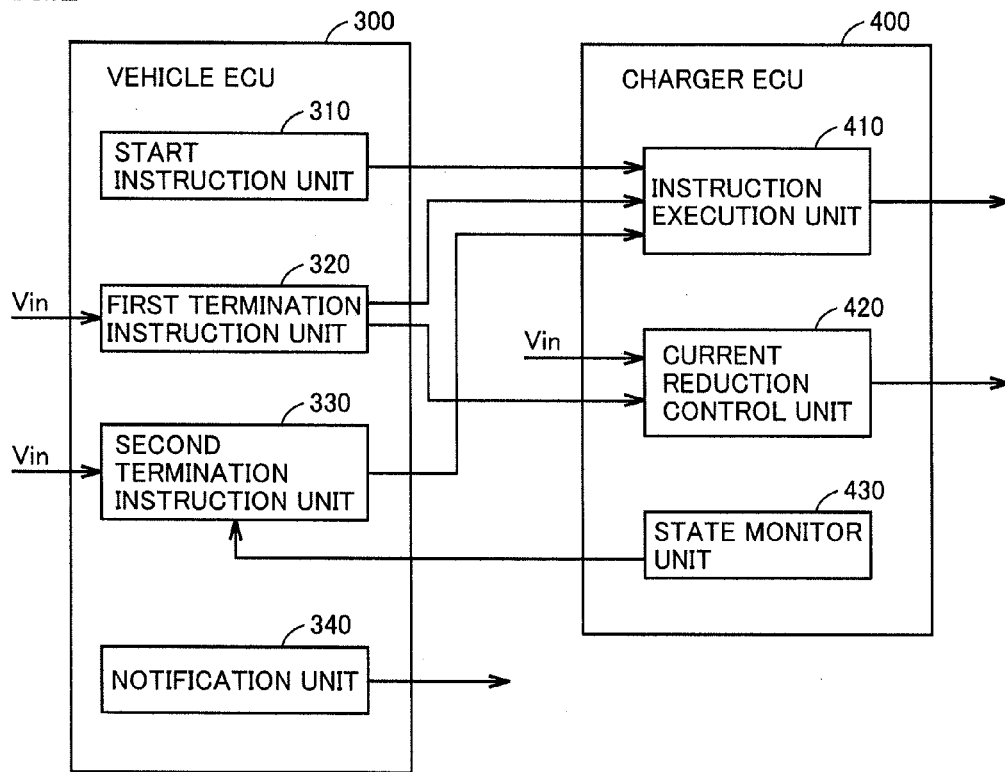 300
VEHICLE ECU
310
START
INSTRUCTION UNIT
320
Vin
FIRST TERMINATION
INSTRUCTION UNIT
330
Vin
SECOND
TERMINATION
INSTRUCTION UNIT
340
NOTIFICATION UNIT
400
CHARGER ECU
410
INSTRUCTION
EXECUTION UNIT
420
Vin
CURRENT
REDUCTION
CONTROL UNIT
430
STATE MONITOR
UNIT